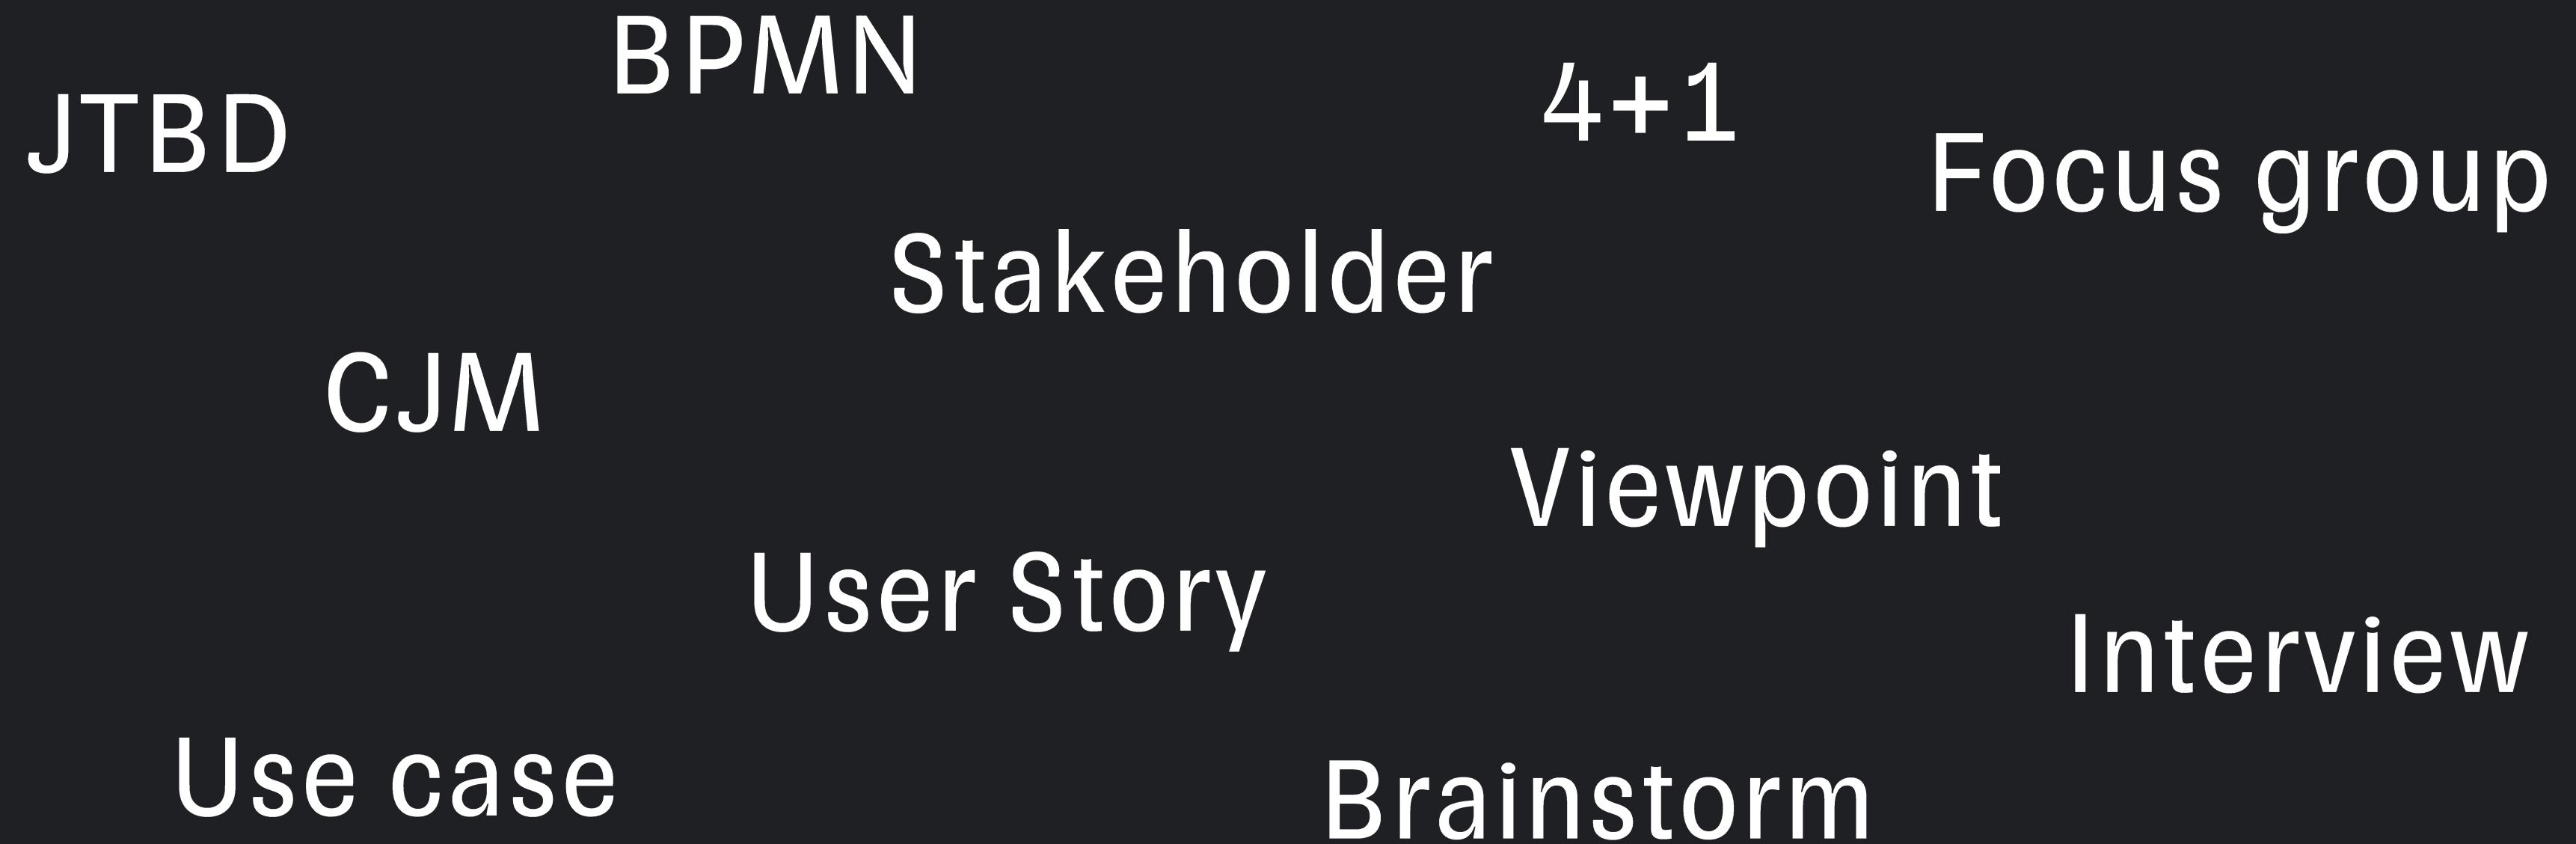 BPMN
4+1
JTBD
Focus group
Stakeholder
CJM
Viewpoint
User Story
Interview
Use case
Brainstorm